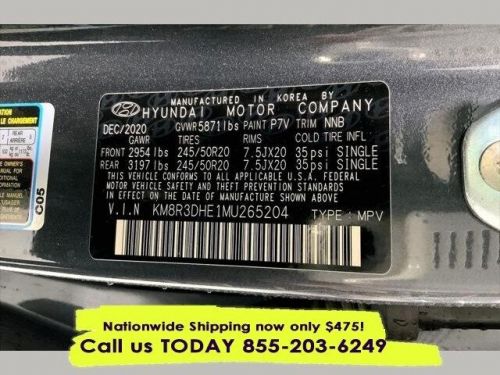 MANUFACTURED IN KOREA
HYUNDAI MOTOR COMPANY
DEC/2020 GVWR5871lbs PAINT P7V TRIM NNB
GAWR TIRES RIMS COLD TIRE INFL
FRONT 2954 lbs 245/50R20 7.5JX20 35psi SINGLE
REAR 3197 lbs 245/50R20 7.5JX20 35psi SINGLE
THIS VEHICLE CONFORMS TO ALL APPLICABLE U.S.A. FEDERAL
MOTOR VEHICLE SAFETY, BUMPER, AND THEFT PREVENTION
STANDARDS IN EFFECT ON THE DATE OF MANUFACTURE SHOWN ABOVE.
V.I.N KM8R3DHE1MU265204 TYPE : MPV
C05
Nationwide Shipping now only $475!
Call us TODAY 855-203-6249